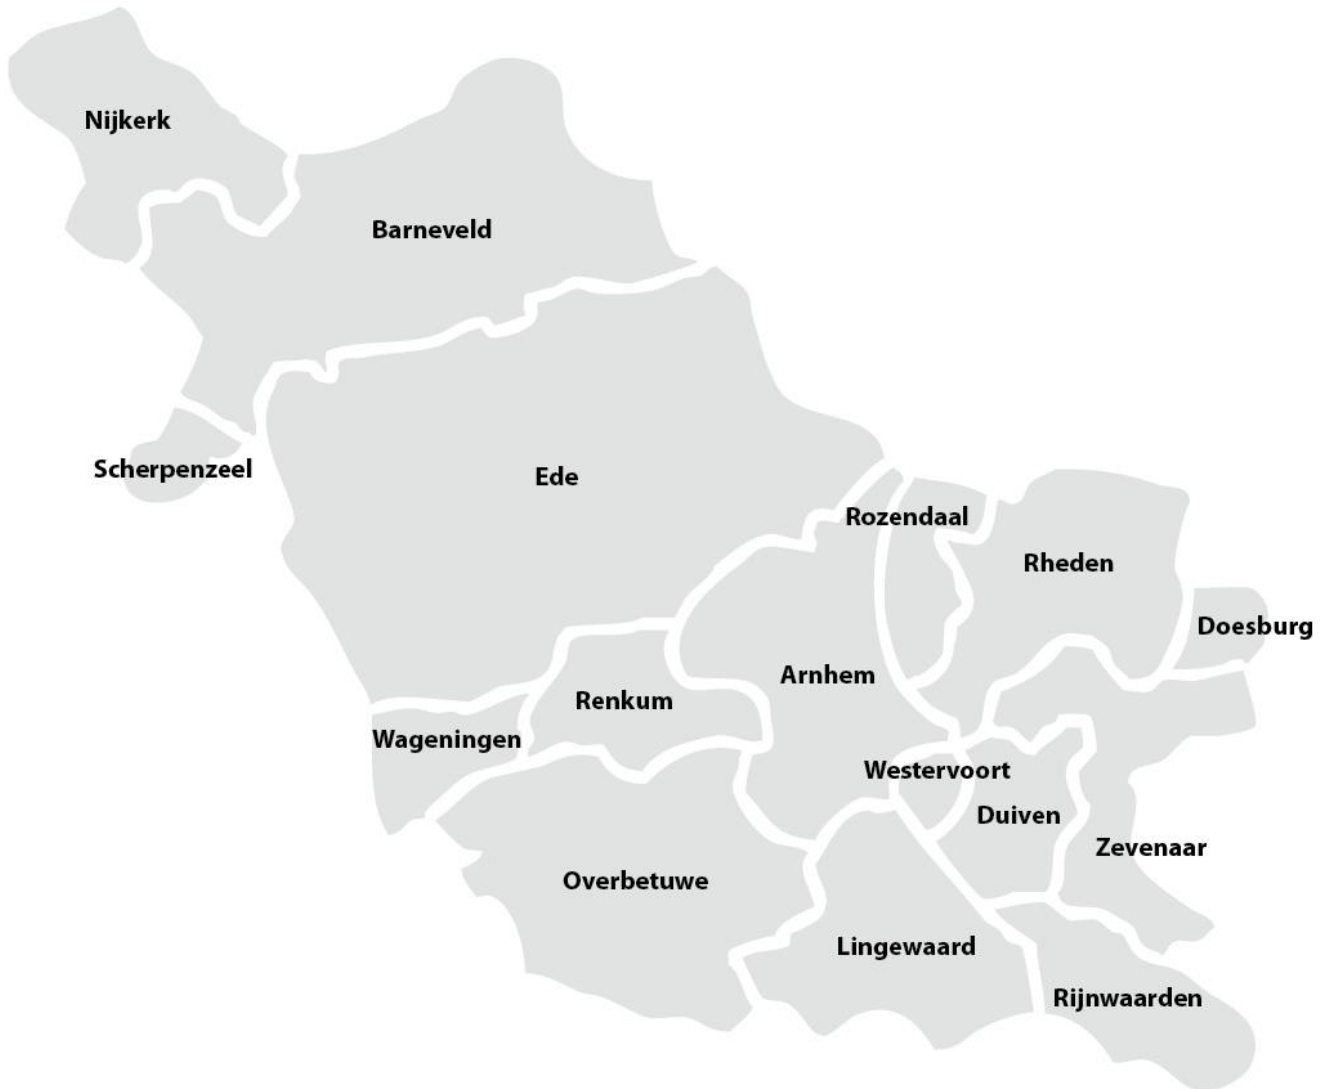 Nijkerk
Barneveld
Scherpenzeel
Ede
Rozendaal
Rheden
Doesburg
Arnhem
Renkum
Wageningen
Westervoort
Duiven
Zevenaar
Overbetuwe
Lingewaard
Rijnwaarden